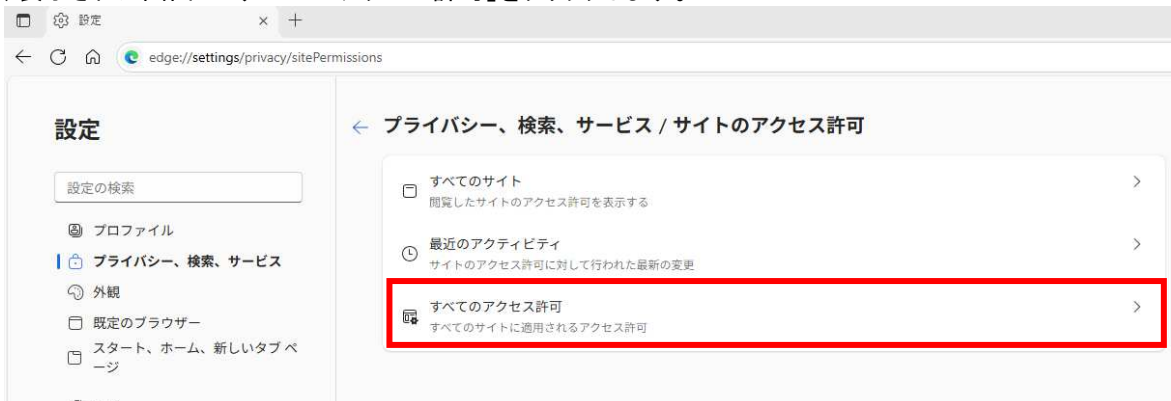 設定
edge://settings/privacy/sitePermissions
設定
← プライバシー、検索、サービス / サイトのアクセス許可
設定の検索
プロファイル
プライバシー、検索、サービス
外観
既定のブラウザー
スタート、ホーム、新しいタブ ペ
ージ
すべてのサイト
閲覧したサイトのアクセス許可を表示する
最近のアクティビティ
サイトのアクセス許可に対して行われた最新の変更
すべてのアクセス許可
すべてのサイトに適用されるアクセス許可